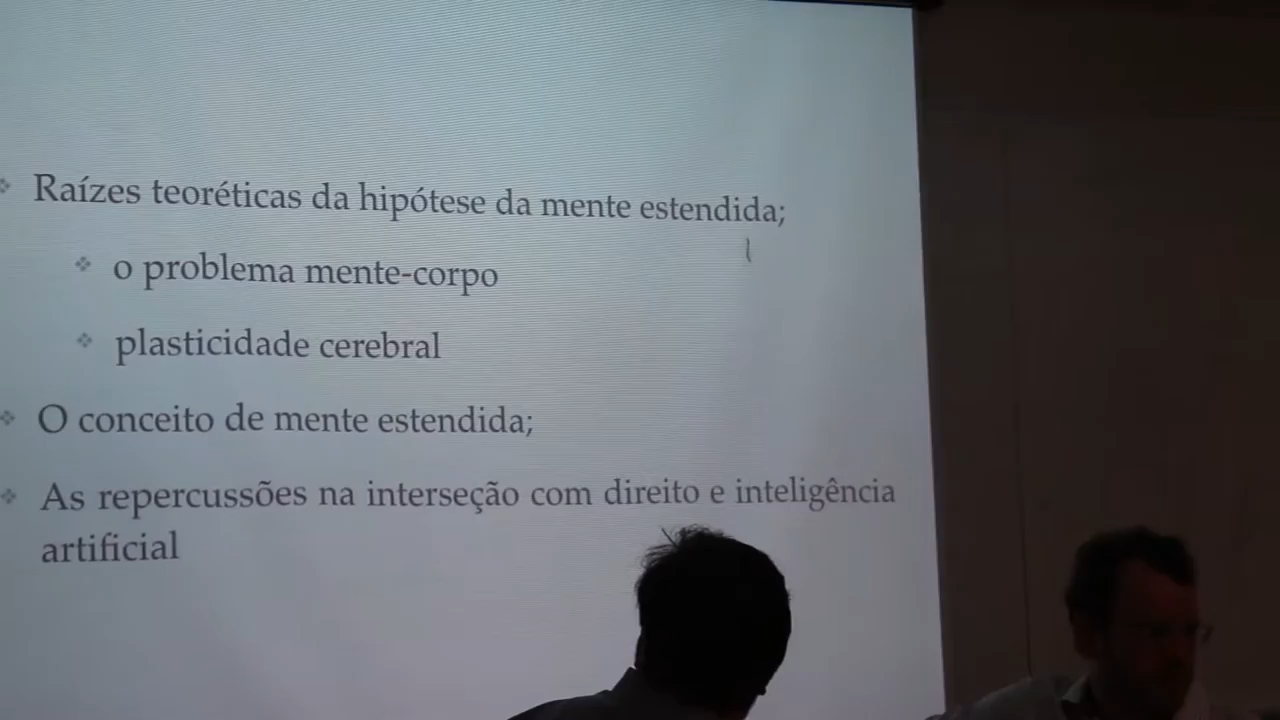 Raízes teoréticas da hipótese da mente estendida;
o problema mente-corpo
plasticidade cerebral
O conceito de mente estendida;
As repercussões na interseção com direito e inteligência
artificial